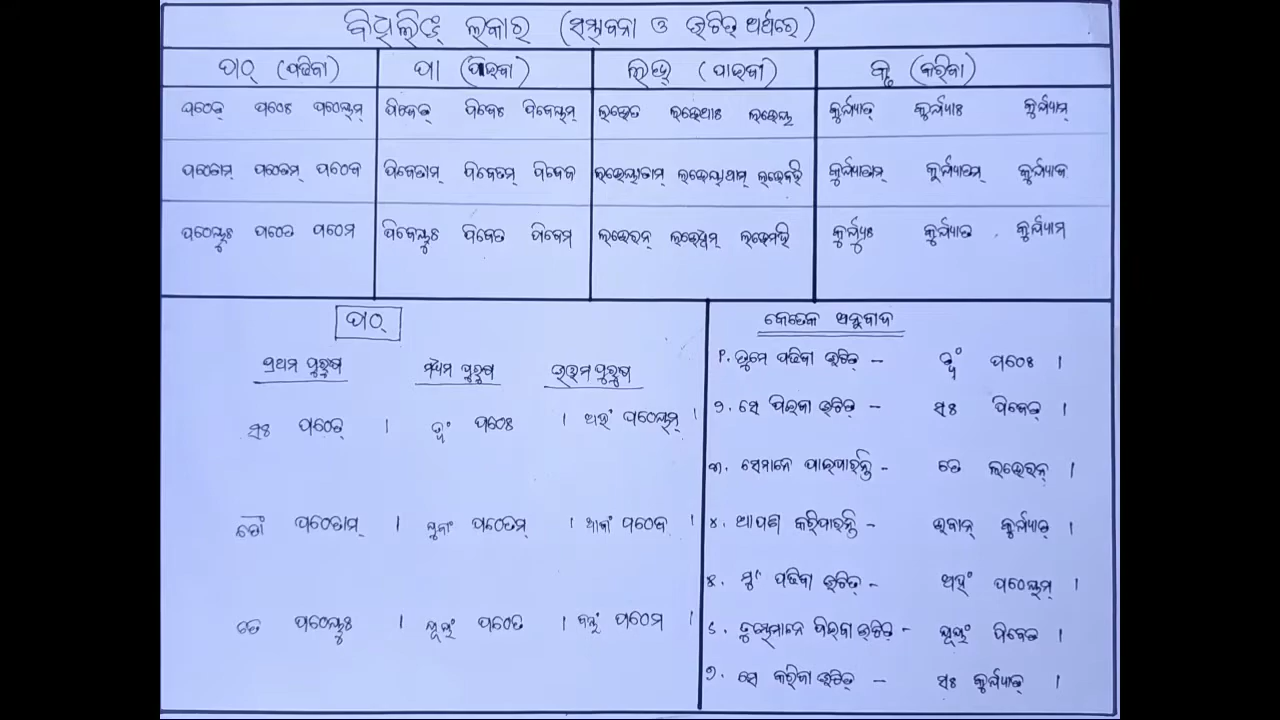 ବିଧିଲିଙ୍ ଲକାର (ସମ୍ଭାବନା ଓ ଉଚିତ୍ ଅର୍ଥରେ)
ପଠ୍ (ପଢିବା) ପା (ପିଇବା) ଲଭ୍ (ପାଇବା) କୃ (କରିବା)
ପଠେତ୍ ପଠେଃ ପଠେୟମ୍ ପିବେତ୍ ପିବେଃ ପିବେୟମ୍ ଲଭେତ ଲଭେଥାଃ ଲଭେୟ କୁର୍ଯ୍ୟାତ୍ କୁର୍ଯ୍ୟାଃ କୁର୍ଯ୍ୟାମ୍
ପଠେତାମ୍ ପଠେତମ୍ ପଠେବ ପିବେତାମ୍ ପିବେତମ୍ ପିବେବ ଲଭେୟାତାମ୍ ଲଭେୟାଥାମ୍ ଲଭେବହି କୁର୍ଯ୍ୟାତାମ୍ କୁର୍ଯ୍ୟାତମ୍ କୁର୍ଯ୍ୟାବ
ପଠେୟୁଃ ପଠେତ ପଠେମ ପିବେୟୁଃ ପିବେତ ପିବେମ ଲଭେରନ୍ ଲଭେଧ୍ୱମ୍ ଲଭେମହି କୁର୍ଯ୍ୟୁଃ କୁର୍ଯ୍ୟାତ କୁର୍ଯ୍ୟାମ
ପଠ୍
ପ୍ରଥମ ପୁରୁଷ ମଧ୍ୟମ ପୁରୁଷ ଉତ୍ତମ ପୁରୁଷ
ସଃ ପଠେତ୍ । ତ୍ୱଂ ପଠେଃ । ଅହଂ ପଠେୟମ୍ ।
ତୌ ପଠେତାମ୍ । ଯୁବାଂ ପଠେତମ୍ । ଆବାଂ ପଠେବ ।
ତେ ପଠେୟୁଃ । ଯୂୟଂ ପଠେତ । ବୟଂ ପଠେମ ।
କେତେକ ଅନୁବାଦ
୧. ତୁମେ ପଢିବା ଉଚିତ୍ – ତ୍ୱଂ ପଠେଃ ।
୨. ସେ ପିଇବା ଉଚିତ୍ – ସଃ ପିବେତ୍ ।
୩. ସେମାନେ ପାଇପାରନ୍ତି – ତେ ଲଭେରନ୍ ।
୪. ଆପଣ କରିପାରନ୍ତି – ଭବାନ୍ କୁର୍ଯ୍ୟାତ୍ ।
୫. ମୁଁ ପଢିବା ଉଚିତ୍ – ଅହଂ ପଠେୟମ୍ ।
୬. ତୁମ୍ଭେମାନେ ପିଇବା ଉଚିତ୍ – ଯୂୟଂ ପିବେତ ।
୭. ସେ କରିବା ଉଚିତ୍ – ସଃ କୁର୍ଯ୍ୟାତ୍ ।